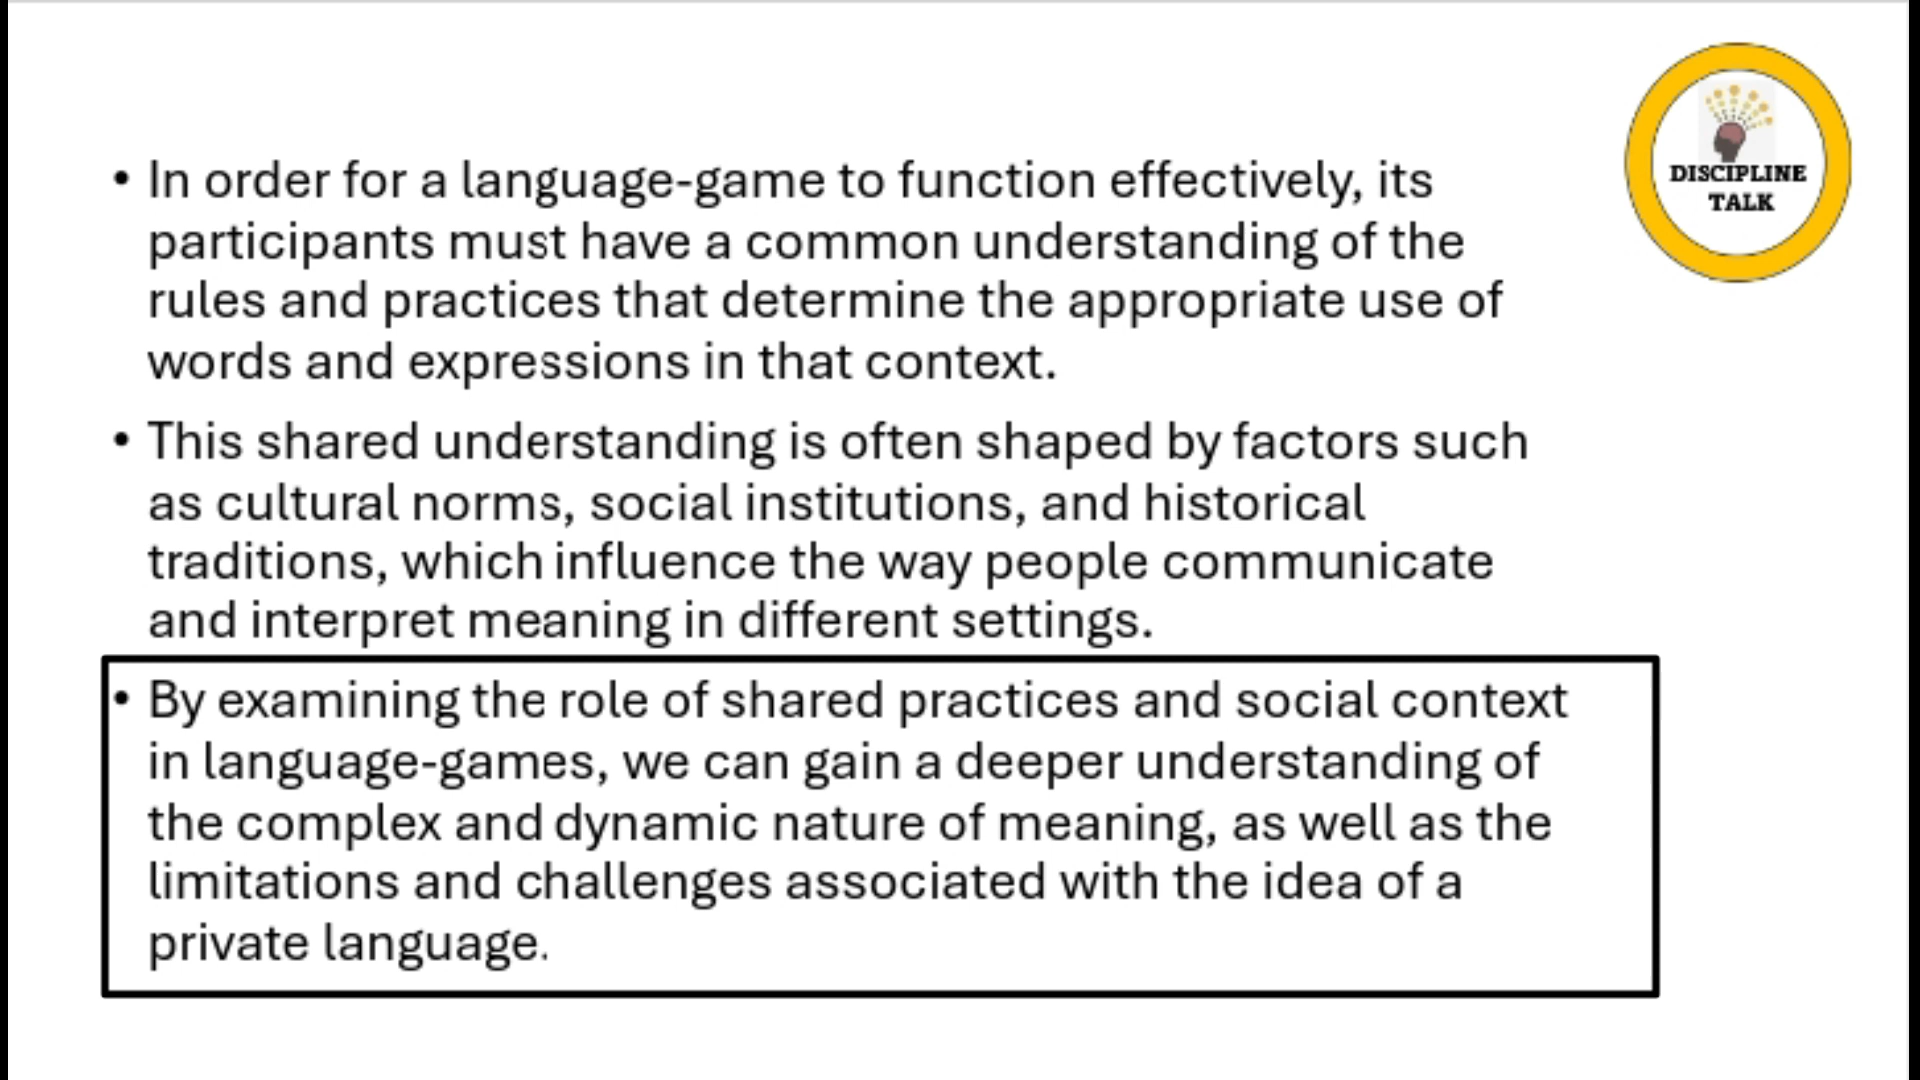 DISCIPLINE
TALK
• In order for a language-game to function effectively, its
participants must have a common understanding of the
rules and practices that determine the appropriate use of
words and expressions in that context.
• This shared understanding is often shaped by factors such
as cultural norms, social institutions, and historical
traditions, which influence the way people communicate
and interpret meaning in different settings.
• By examining the role of shared practices and social context
in language-games, we can gain a deeper understanding of
the complex and dynamic nature of meaning, as well as the
limitations and challenges associated with the idea of a
private language.